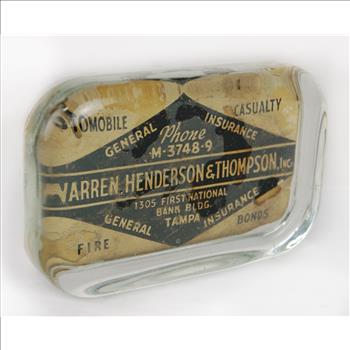 OMOBILE
CASUALTY
GENERAL INSURANCE
Phone
M-3748-9
WARREN, HENDERSON & THOMPSON, INC.
1305 FIRST NATIONAL
BANK BLDG.
TAMPA
GENERAL INSURANCE
FIRE
BONDS